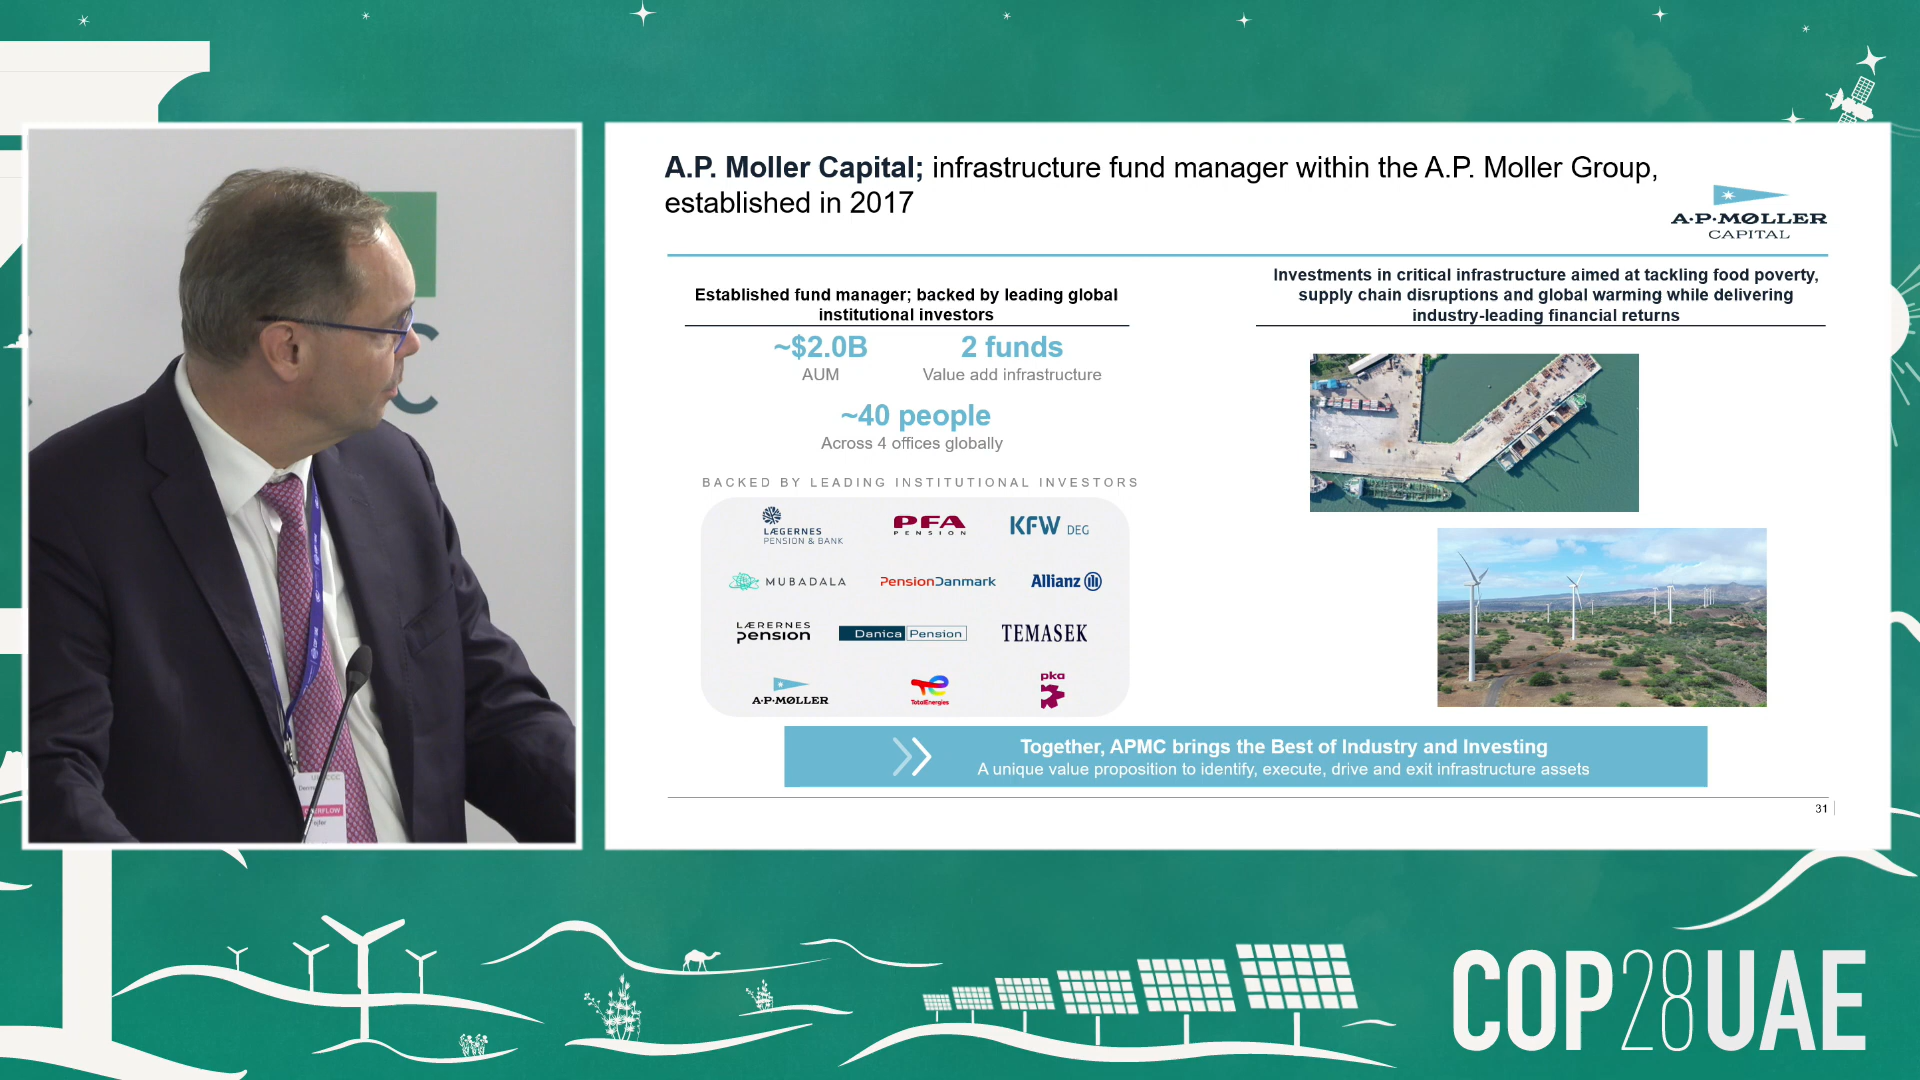 A.P. Moller Capital; infrastructure fund manager within the A.P. Moller Group,
established in 2017
A·P·MØLLER
CAPITAL
Established fund manager; backed by leading global
institutional investors
~$2.0B
AUM
2 funds
Value add infrastructure
~40 people
Across 4 offices globally
BACKED BY LEADING INSTITUTIONAL INVESTORS
LÆGERNES
PENSION & BANK
PFA
PENSION
KFW DEG
MUBADALA
PensionDanmark
Allianz
LÆRERNES
pension
Danica Pension
TEMASEK
A·P·MØLLER
TotalEnergies
pka
Investments in critical infrastructure aimed at tackling food poverty,
supply chain disruptions and global warming while delivering
industry-leading financial returns
Together, APMC brings the Best of Industry and Investing
A unique value proposition to identify, execute, drive and exit infrastructure assets
31
COP28UAE